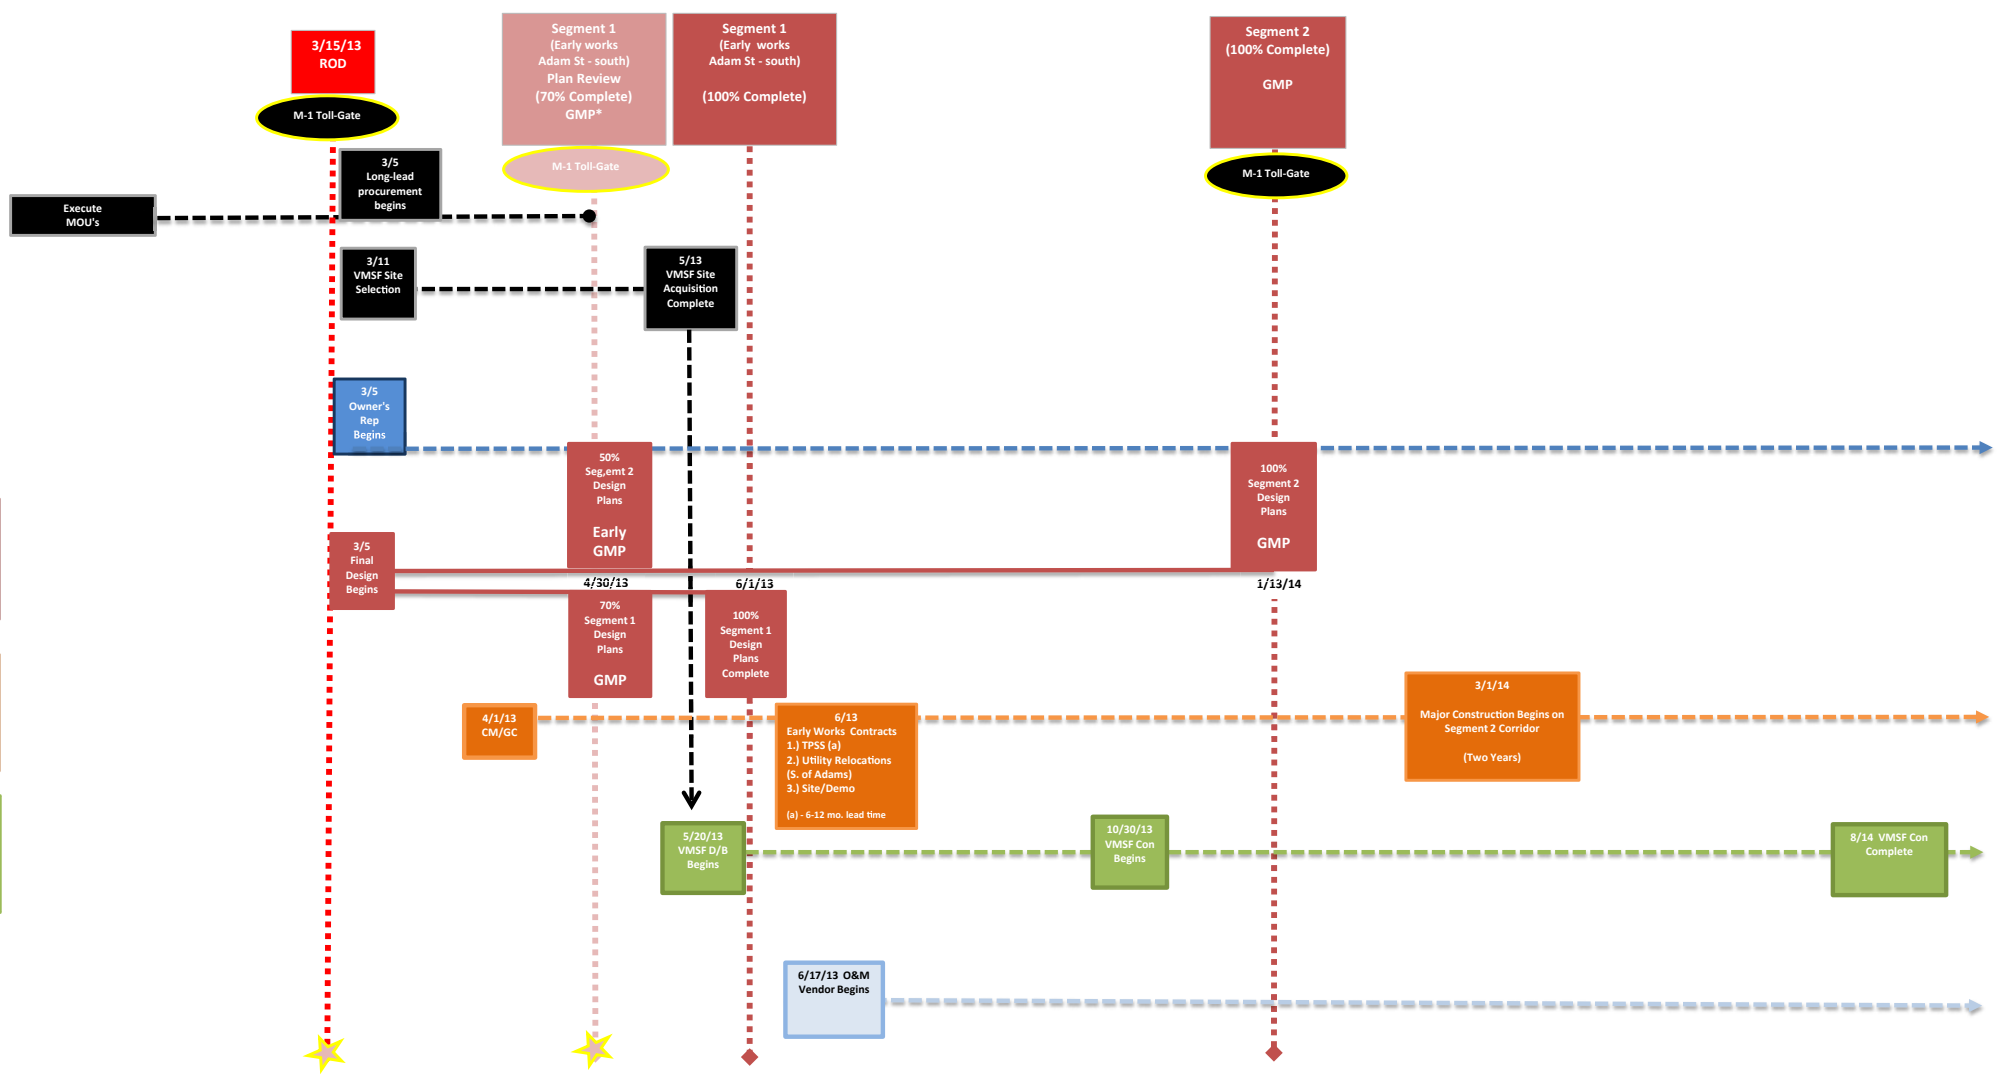 3/15/13
ROD
M-1 Toll-Gate
Segment 1
(Early works
Adam St - south)
Plan Review
(70% Complete)
GMP*
M-1 Toll-Gate
Segment 1
(Early works
Adam St - south)
(100% Complete)
Segment 2
(100% Complete)
GMP
M-1 Toll-Gate
3/5
Long-lead
procurement
begins
Execute
MOU's
3/11
VMSF Site
Selection
5/13
VMSF Site
Acquisition
Complete
3/5
Owner's
Rep
Begins
50%
Seg,emt 2
Design
Plans
Early
GMP
100%
Segment 2
Design
Plans
GMP
3/5
Final
Design
Begins
4/30/13
6/1/13
1/13/14
70%
Segment 1
Design
Plans
GMP
100%
Segment 1
Design
Plans
Complete
4/1/13
CM/GC
6/13
Early Works Contracts
1.) TPSS (a)
2.) Utility Relocations
(S. of Adams)
3.) Site/Demo
(a) - 6-12 mo. lead time
3/1/14
Major Construction Begins on
Segment 2 Corridor
(Two Years)
5/20/13
VMSF D/B
Begins
10/30/13
VMSF Con
Begins
8/14 VMSF Con
Complete
6/17/13 O&M
Vendor Begins